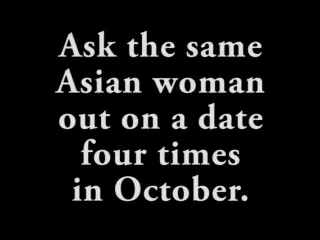 Ask the same
Asian woman
out on a date
four times
in October.